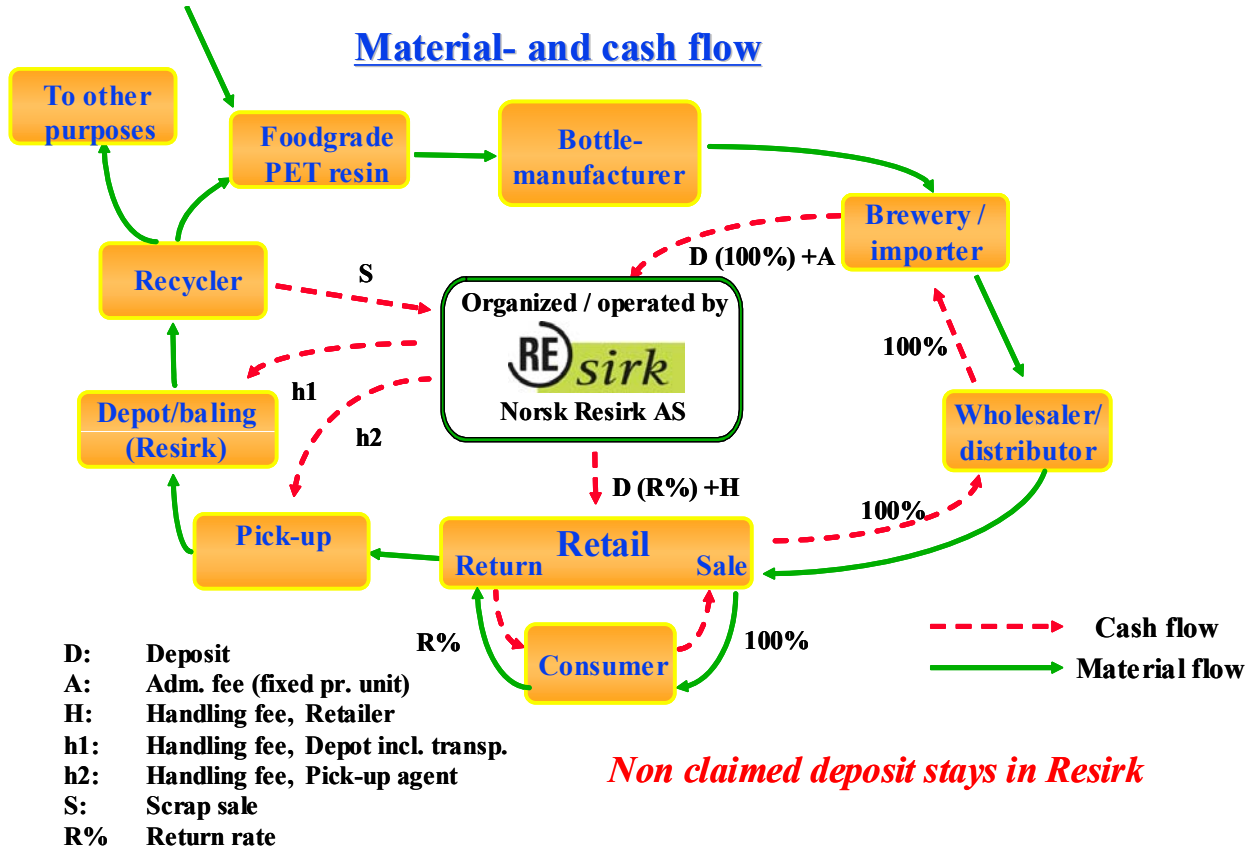 Material- and cash flow
To other
purposes
Foodgrade
PET resin
Bottle-
manufacturer
Brewery /
importer
D (100%) +A
Recycler
S
Organized / operated by
RE sirk
Norsk Resirk AS
100%
h1
h2
Depot/baling
(Resirk)
Wholesaler/
distributor
D (R%) +H
100%
Pick-up
Retail
Return
Sale
R%
100%
Consumer
Cash flow
Material flow
D: Deposit
A: Adm. fee (fixed pr. unit)
H: Handling fee, Retailer
h1: Handling fee, Depot incl. transp.
h2: Handling fee, Pick-up agent
S: Scrap sale
R% Return rate
Non claimed deposit stays in Resirk